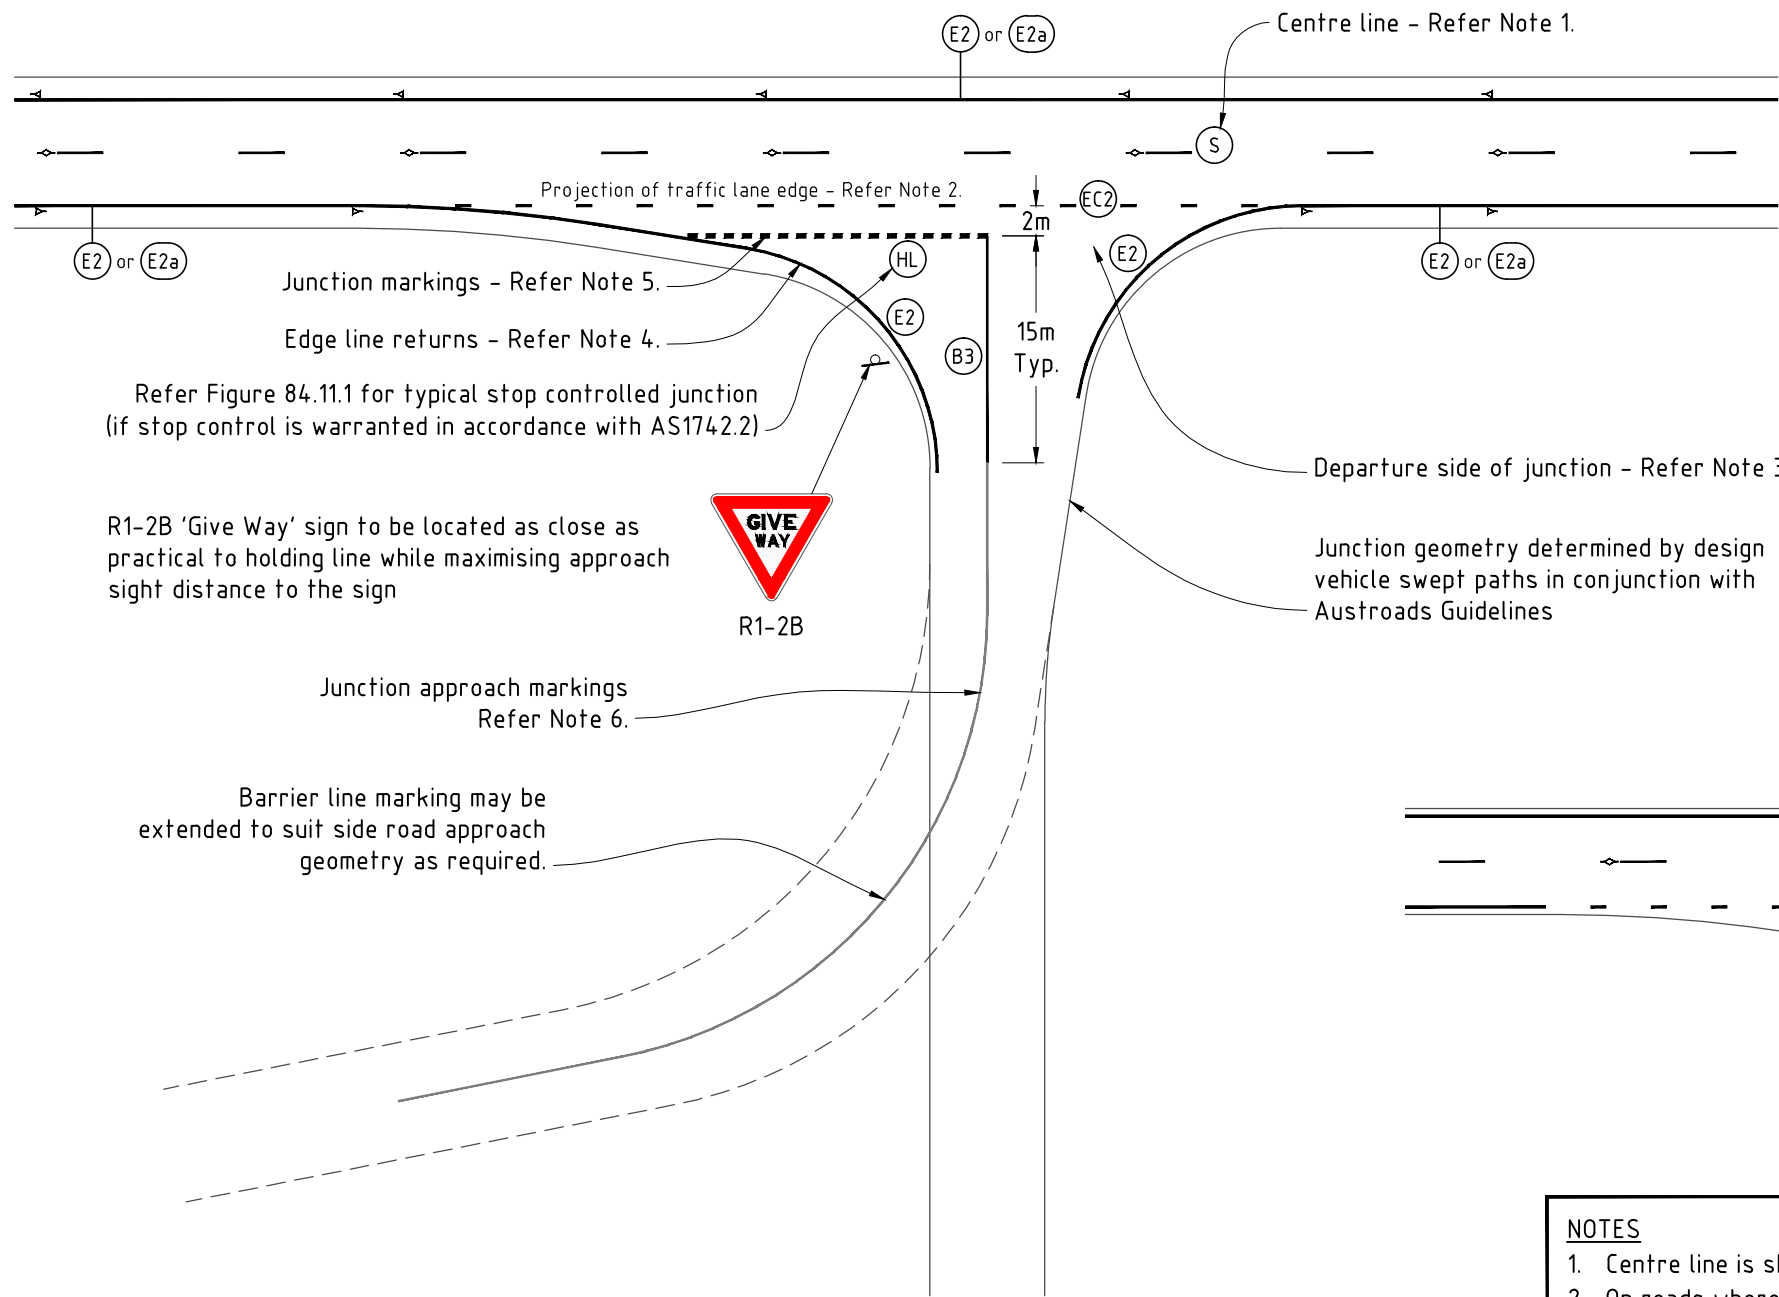 E2 or E2a
Centre line - Refer Note 1.
S
Projection of traffic lane edge - Refer Note 2.
EC2
2m
E2 or E2a
HL
E2
E2 or E2a
Junction markings - Refer Note 5.
E2
Edge line returns - Refer Note 4.
B3
15m
Typ.
Refer Figure 84.11.1 for typical stop controlled junction
(if stop control is warranted in accordance with AS1742.2)
Departure side of junction - Refer Note
R1-2B 'Give Way' sign to be located as close as
practical to holding line while maximising approach
sight distance to the sign
GIVE
WAY
R1-2B
Junction geometry determined by design
vehicle swept paths in conjunction with
Austroads Guidelines
Junction approach markings
Refer Note 6.
Barrier line marking may be
extended to suit side road approach
geometry as required.
NOTES
1. Centre line is
2. On roads where